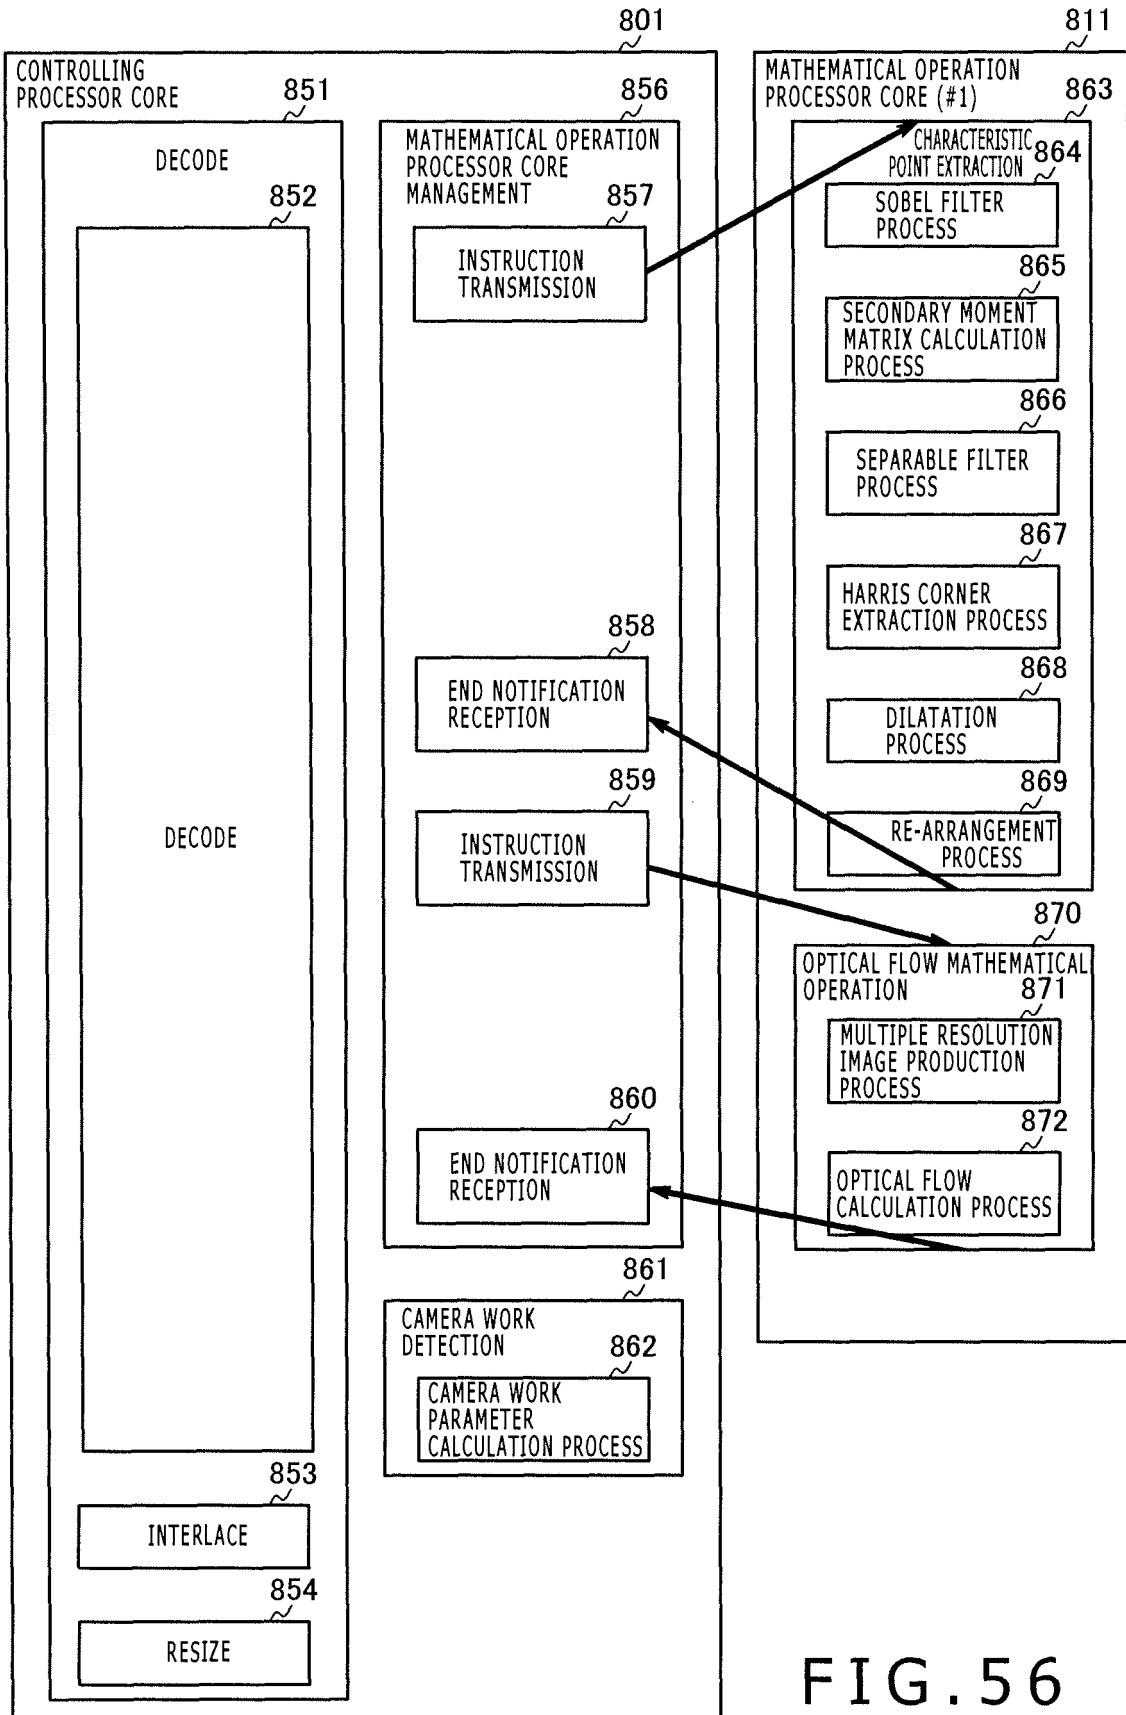 801
CONTROLLING
PROCESSOR CORE
851
DECODE
852
DECODE
853
INTERLACE
854
RESIZE
856
MATHEMATICAL OPERATION
PROCESSOR CORE
MANAGEMENT
857
INSTRUCTION
TRANSMISSION
858
END NOTIFICATION
RECEPTION
859
INSTRUCTION
TRANSMISSION
860
END NOTIFICATION
RECEPTION
861
CAMERA WORK
DETECTION
862
CAMERA WORK
PARAMETER
CALCULATION PROCESS
811
MATHEMATICAL OPERATION
PROCESSOR CORE (#1)
863
CHARACTERISTIC
POINT EXTRACTION
864
SOBEL FILTER
PROCESS
865
SECONDARY MOMENT
MATRIX CALCULATION
PROCESS
866
SEPARABLE FILTER
PROCESS
867
HARRIS CORNER
EXTRACTION PROCESS
868
DILATATION
PROCESS
869
RE-ARRANGEMENT
PROCESS
870
OPTICAL FLOW MATHEMATICAL
OPERATION
871
MULTIPLE RESOLUTION
IMAGE PRODUCTION
PROCESS
872
OPTICAL FLOW
CALCULATION PROCESS
FIG.56